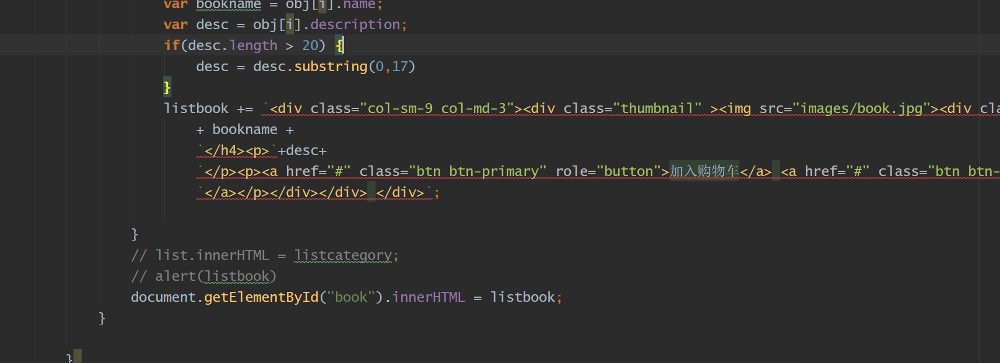 var bookname = obj[i].name;
var desc = obj[i].description;
if(desc.length > 20) {
desc = desc.substring(0,17)
}
listbook += `<div class="col-sm-9 col-md-3"><div class="thumbnail" ><img src="images/book.jpg"><div cla
+ bookname +
`</h4><p>`+desc+
`</p><p><a href="#" class="btn btn-primary" role="button">加入购物车</a> <a href="#" class="btn btn-
`</a></p></div></div> </div>`;
}
// list.innerHTML = listcategory;
// alert(listbook)
document.getElementById("book").innerHTML = listbook;
}
}